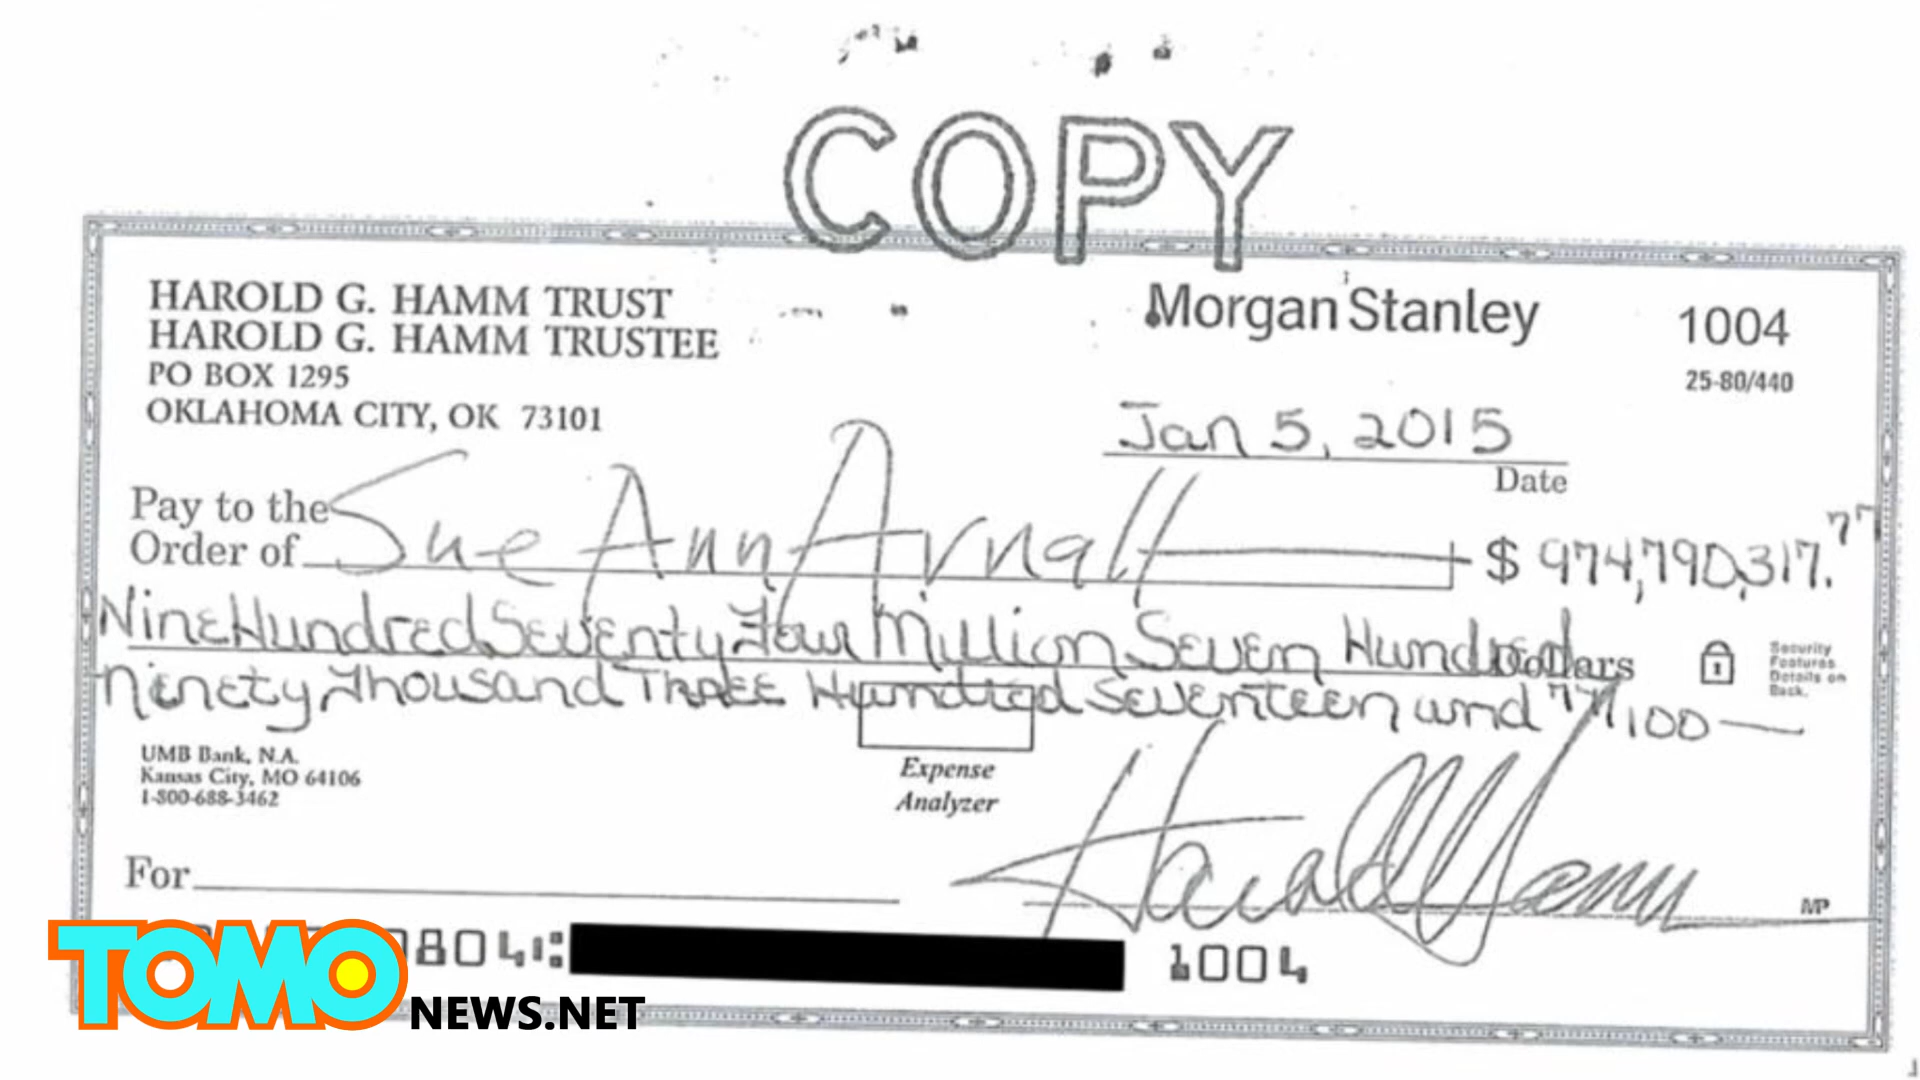 COPY
HAROLD G. HAMM TRUST
HAROLD G. HAMM TRUSTEE
PO BOX 1295
OKLAHOMA CITY, OK 73101
Morgan Stanley
1004
25-80/440
Jan 5, 2015
Date
Pay to the
Order of Sue Ann Arnall $ 974,790,317.77
Nine Hundred Seventy Four Million Seven Hundred Dollars
Security
Features
Details on
Back.
Ninety Thousand Three Hundred Seventeen and 77/100
UMB Bank, N.A.
Kansas City, MO 64106
1-800-688-3462
Expense
Analyzer
For
Harold Hamm
MP
804 1004
TOMO NEWS.NET